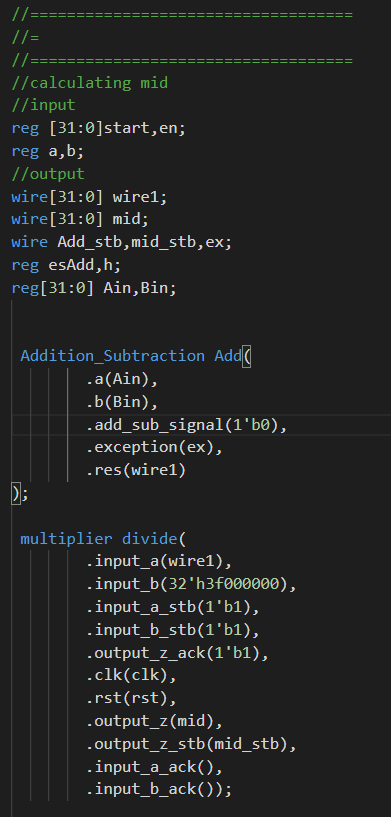 //===================================
//=
//===================================
//calculating mid
//input
reg [31:0]start,en;
reg a,b;
//output
wire[31:0] wire1;
wire[31:0] mid;
wire Add_stb,mid_stb,ex;
reg esAdd,h;
reg[31:0] Ain,Bin;
Addition_Subtraction Add(
.a(Ain),
.b(Bin),
.add_sub_signal(1'b0),
.exception(ex),
.res(wire1)
);
multiplier divide(
.input_a(wire1),
.input_b(32'h3f000000),
.input_a_stb(1'b1),
.input_b_stb(1'b1),
.output_z_ack(1'b1),
.clk(clk),
.rst(rst),
.output_z(mid),
.output_z_stb(mid_stb),
.input_a_ack(),
.input_b_ack());